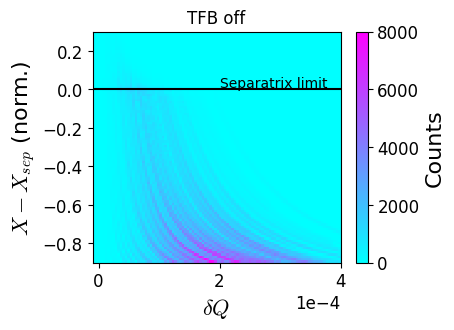 TFB off
0.2
0.0
−0.2
−0.4
−0.6
−0.8
X − X_sep (norm.)
Separatrix limit
0
2
4
1e−4
δQ
8000
6000
4000
2000
0
Counts